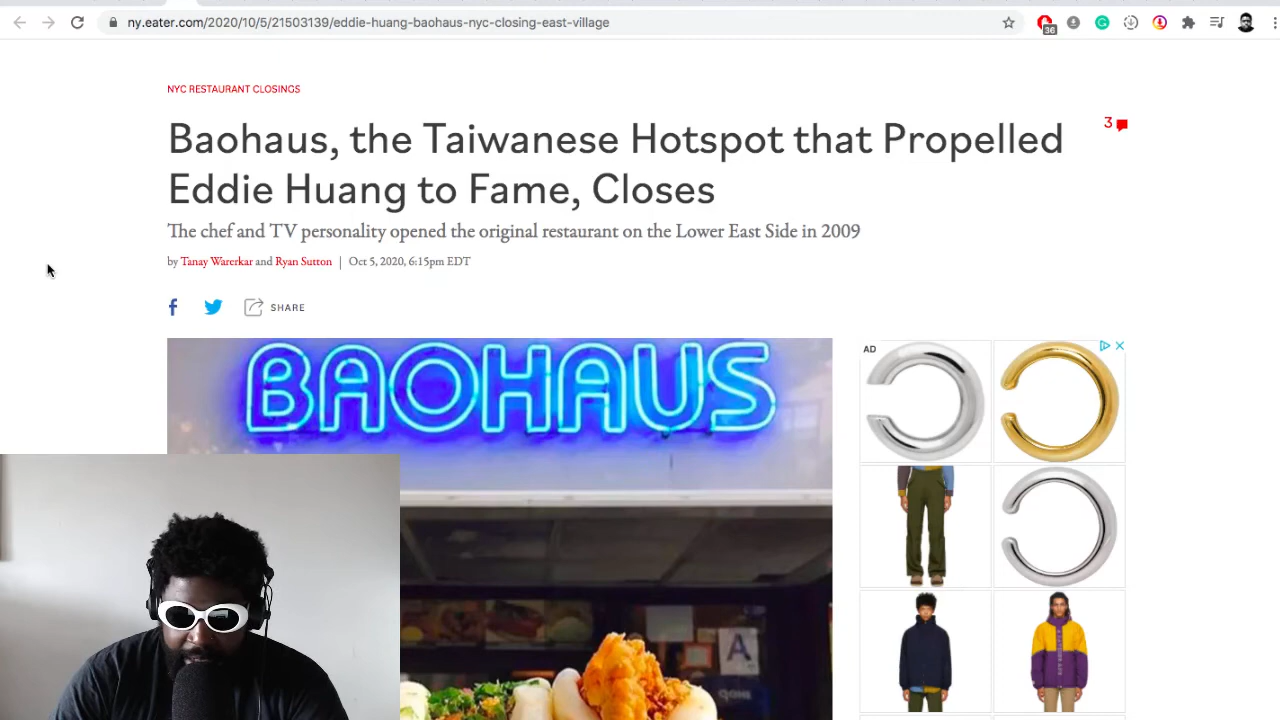 ny.eater.com/2020/10/5/21503139/eddie-huang-baohaus-nyc-closing-east-village
36
NYC RESTAURANT CLOSINGS
Baohaus, the Taiwanese Hotspot that Propelled
Eddie Huang to Fame, Closes
3
The chef and TV personality opened the original restaurant on the Lower East Side in 2009
by Tanay Warerkar and Ryan Sutton | Oct 5, 2020, 6:15pm EDT
SHARE
BAOHAUS
AD
A